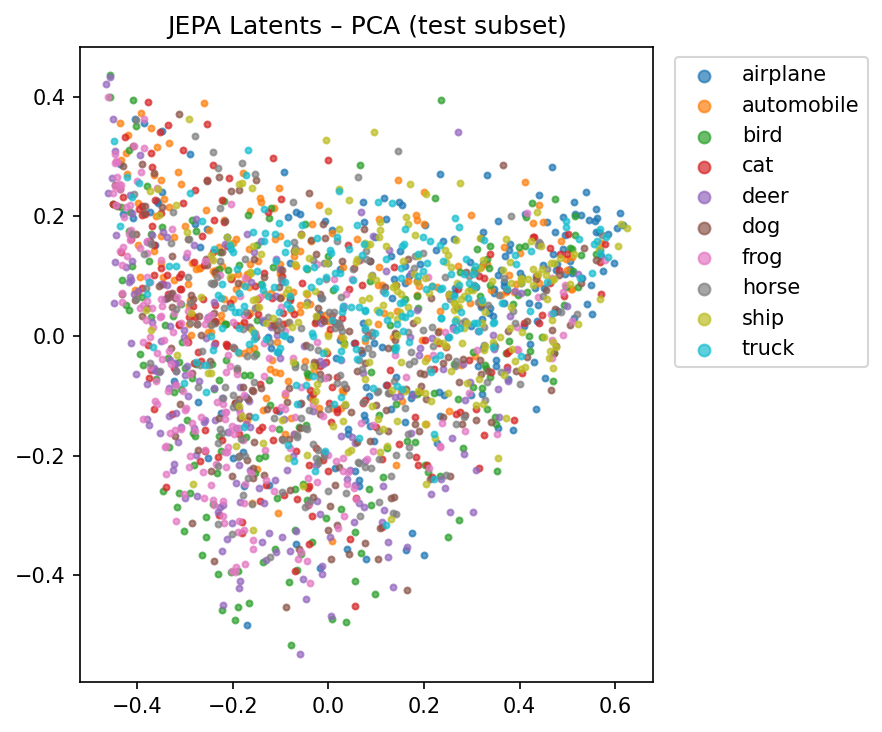 JEPA Latents – PCA (test subset)
0.4
0.2
0.0
−0.2
−0.4
−0.4
−0.2
0.0
0.2
0.4
0.6
airplane
automobile
bird
cat
deer
dog
frog
horse
ship
truck